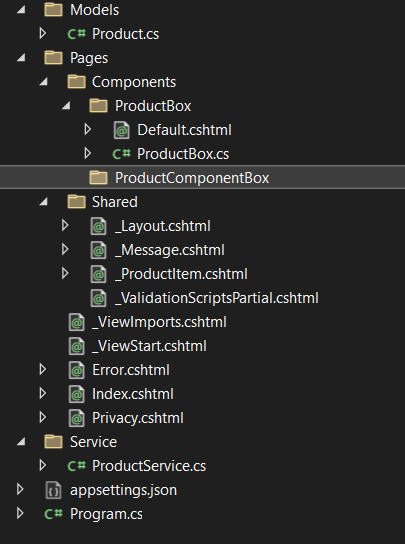 Models
C# Product.cs
Pages
Components
ProductBox
@ Default.cshtml
C# ProductBox.cs
ProductComponentBox
Shared
@ _Layout.cshtml
@ _Message.cshtml
@ _ProductItem.cshtml
@ _ValidationScriptsPartial.cshtml
@ _ViewImports.cshtml
@ _ViewStart.cshtml
@ Error.cshtml
@ Index.cshtml
@ Privacy.cshtml
Service
C# ProductService.cs
appsettings.json
C# Program.cs